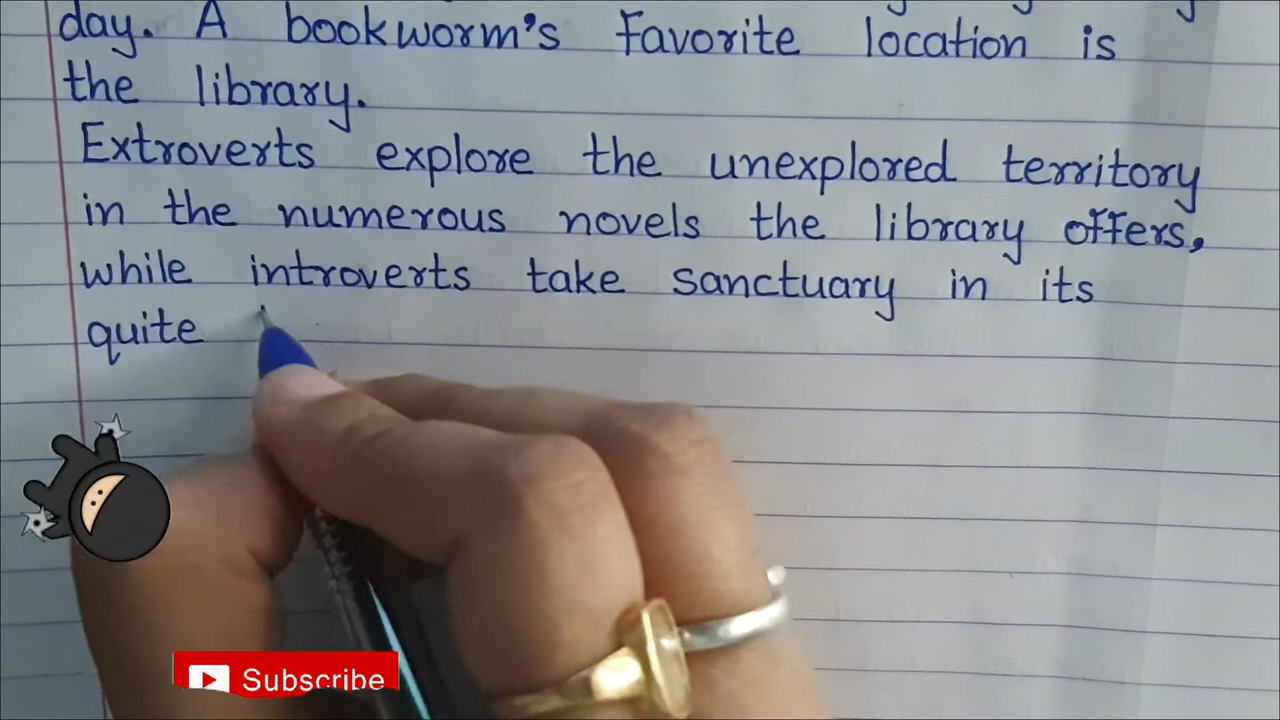 day. A bookworm's favorite location is
the library.
Extroverts explore the unexplored territory
in the numerous novels the library offers,
while introverts take sanctuary in its
quite
Subscribe